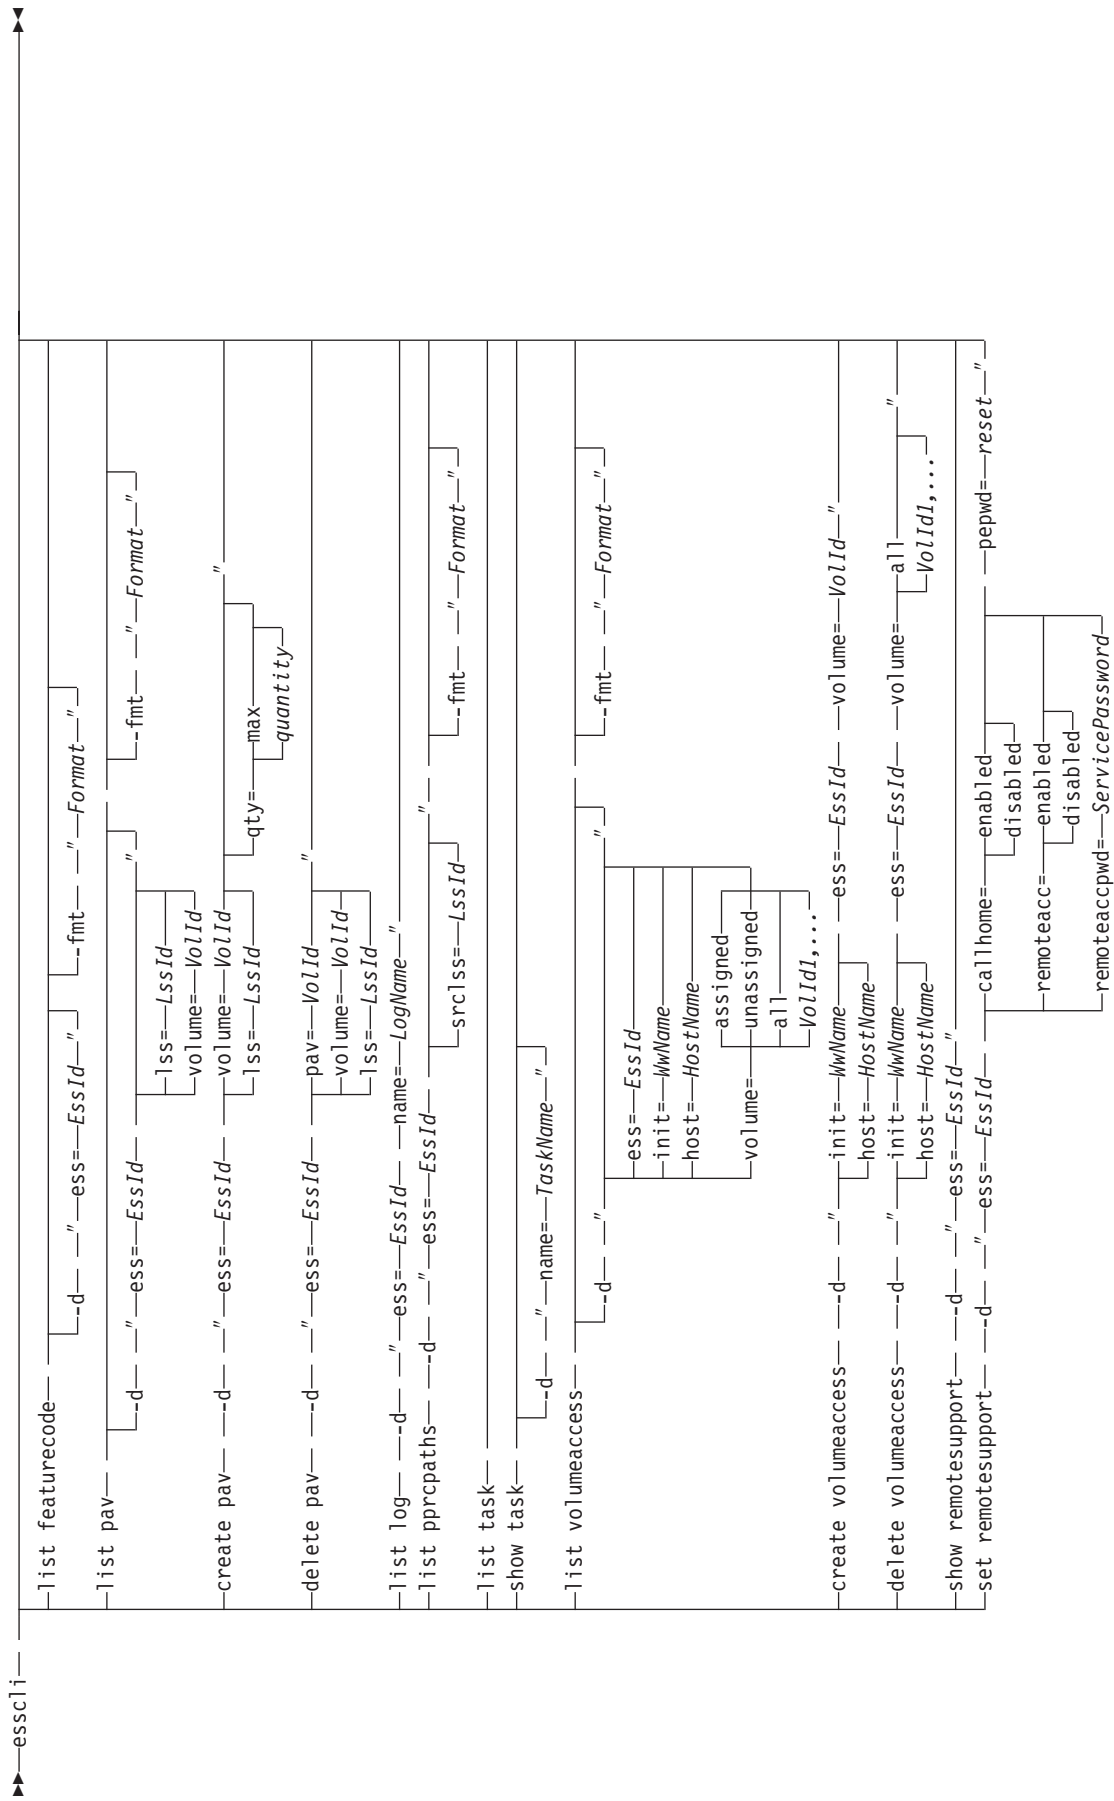 esscli
list featurecode -d " ess= EssId " -fmt " Format "
list pav -d " ess= EssId " -fmt " Format "
lss= LssId
volume= VolId
create pav -d " ess= EssId volume= VolId "
lss= LssId qty= max
quantity
delete pav -d " ess= EssId pav= VolId "
volume= VolId
lss= LssId
list log -d " ess= EssId name= LogName "
list pprcpaths -d " ess= EssId " -fmt " Format "
srclss= LssId
list task
show task
-d " name= TaskName "
list volumeaccess
-d " " -fmt " Format "
ess= EssId
init= WwName
host= HostName
assigned
volume= unassigned
all
VolId1,...
create volumeaccess -d " init= WwName ess= EssId volume= VolId "
host= HostName
delete volumeaccess -d " init= WwName ess= EssId volume= all "
host= HostName VolId1,...
show remotesupport -d " ess= EssId "
set remotesupport -d " ess= EssId callhome= enabled pepwd= reset "
disabled
remoteacc= enabled
disabled
remoteaccpwd= ServicePassword